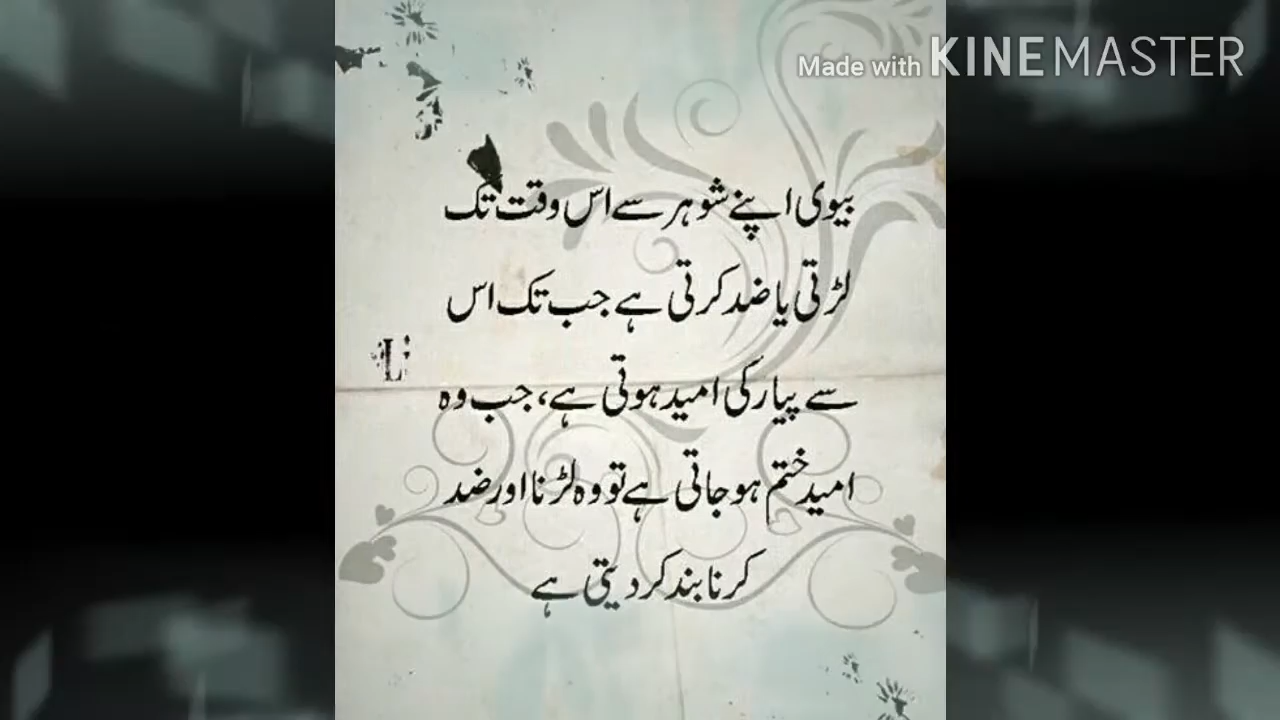 Made with KINEMASTER
بیوی اپنے شوہر سے اس وقت تک
لڑتی یا ضد کرتی ہے جب تک اس
سے پیار کی امید ہوتی ہے، جب وہ
امید ختم ہو جاتی ہے تو وہ لڑنا اور ضد
کرنا بند کر دیتی ہے
L